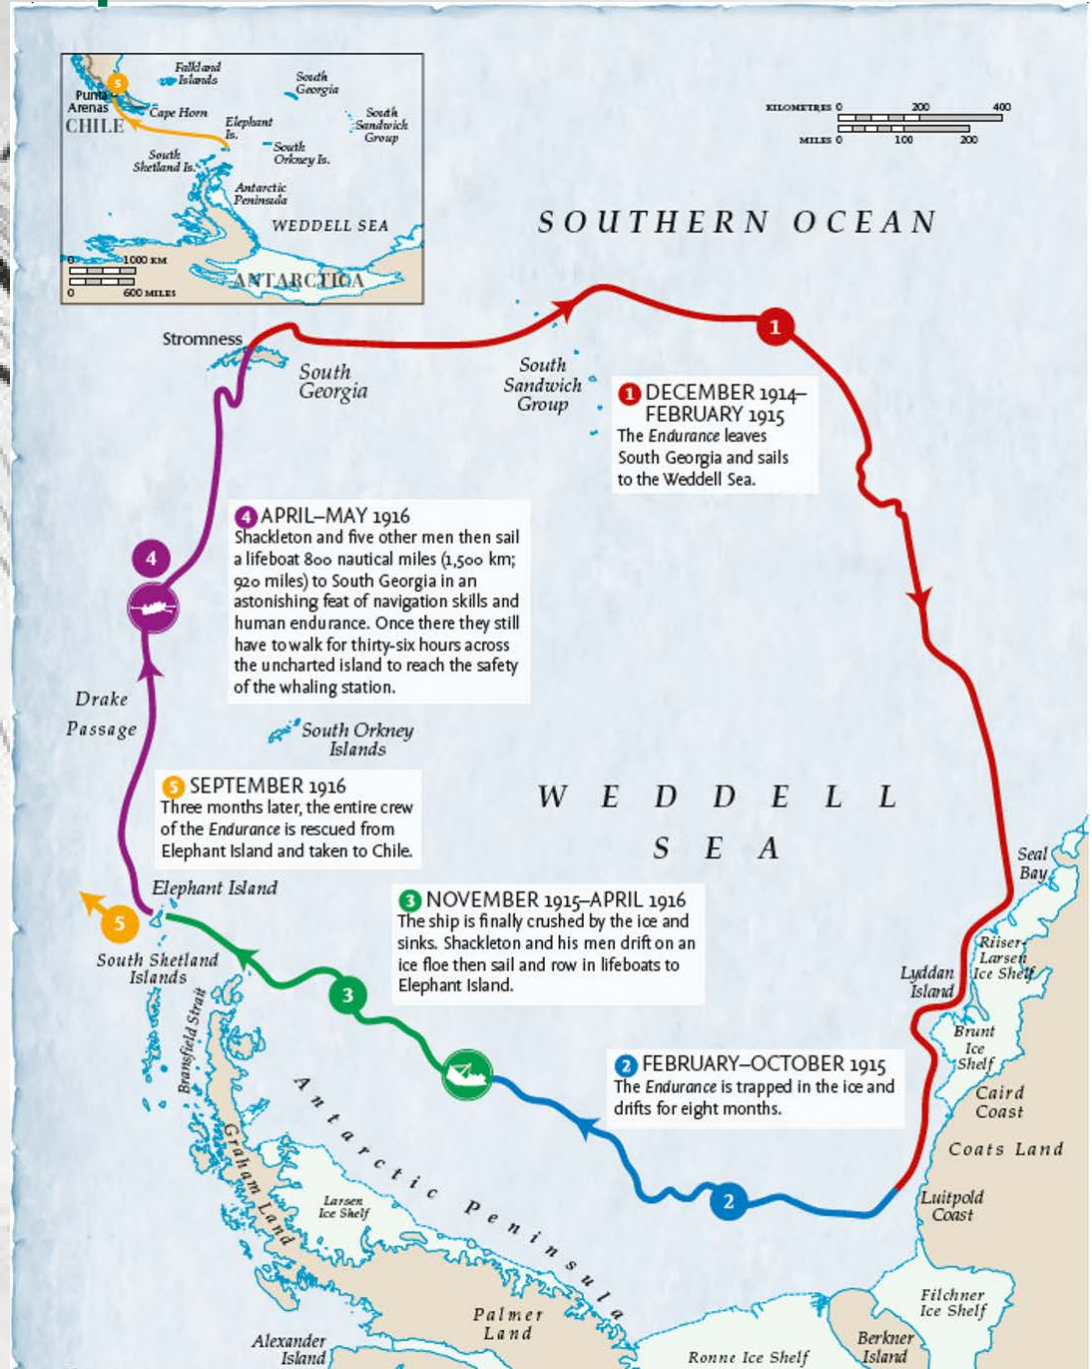 Falkland
Islands
South
Georgia
5
Punta
Arenas
Cape Horn
CHILE
South
Sandwich
Group
Elephant
Is.
South
Orkney Is.
South
Shetland Is.
Antarctic
Peninsula
WEDDELL SEA
0 1000 KM
ANTARCTICA
0 600 MILES
KILOMETRES 0 200 400
MILES 0 100 200
SOUTHERN OCEAN
1
Stromness
South
Georgia
South
Sandwich
Group
1 DECEMBER 1914–
FEBRUARY 1915
The Endurance leaves
South Georgia and sails
to the Weddell Sea.
4 APRIL–MAY 1916
Shackleton and five other men then sail
a lifeboat 800 nautical miles (1,500 km;
920 miles) to South Georgia in an
astonishing feat of navigation skills and
human endurance. Once there they still
have to walk for thirty-six hours across
the uncharted island to reach the safety
of the whaling station.
4
Drake
Passage
South Orkney
Islands
5 SEPTEMBER 1916
Three months later, the entire crew
of the Endurance is rescued from
Elephant Island and taken to Chile.
WEDDELL
SEA
Seal
Bay
Elephant Island
5
3 NOVEMBER 1915–APRIL 1916
The ship is finally crushed by the ice and
sinks. Shackleton and his men drift on an
ice floe then sail and row in lifeboats to
Elephant Island.
South Shetland
Islands
Riiser-
Larsen
Ice Shelf
Lyddan
Island
3
Bransfield Strait
Brunt
Ice
Shelf
2 FEBRUARY–OCTOBER 1915
The Endurance is trapped in the ice and
drifts for eight months.
Caird
Coast
Coats Land
Antarctic Peninsula
Graham Land
Larsen
Ice Shelf
2
Luitpold
Coast
Filchner
Ice Shelf
Palmer
Land
Alexander
Island
Ronne Ice Shelf
Berkner
Island